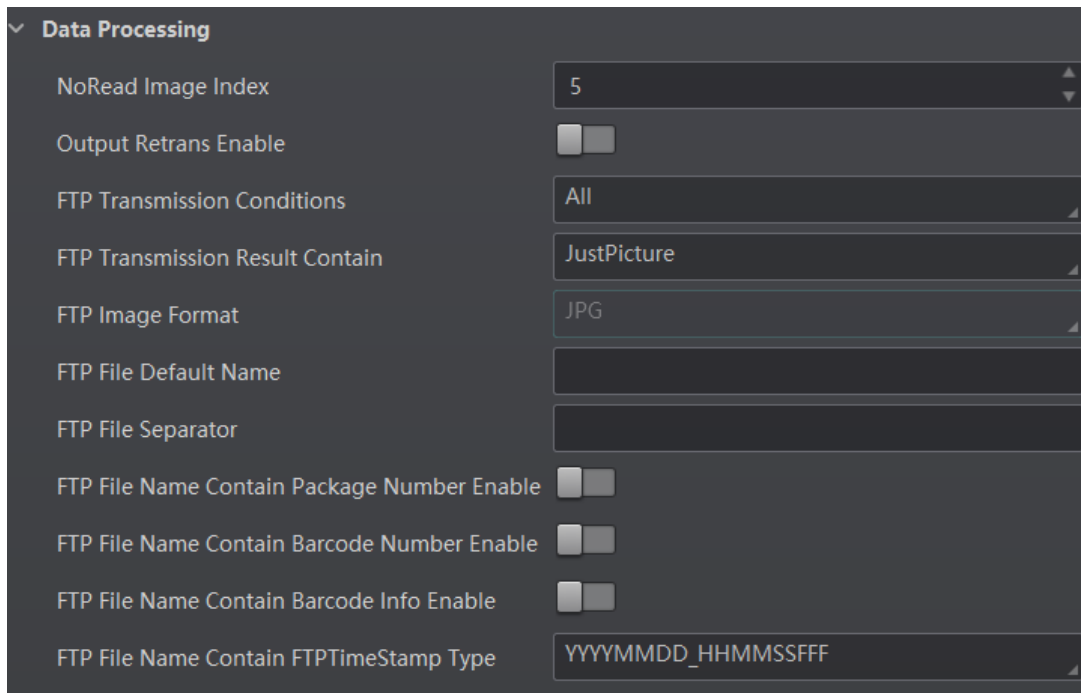 Data Processing
NoRead Image Index 5
Output Retrans Enable
FTP Transmission Conditions All
FTP Transmission Result Contain JustPicture
FTP Image Format JPG
FTP File Default Name
FTP File Separator
FTP File Name Contain Package Number Enable
FTP File Name Contain Barcode Number Enable
FTP File Name Contain Barcode Info Enable
FTP File Name Contain FTPTimeStamp Type YYYYMMDD_HHMMSSFFF